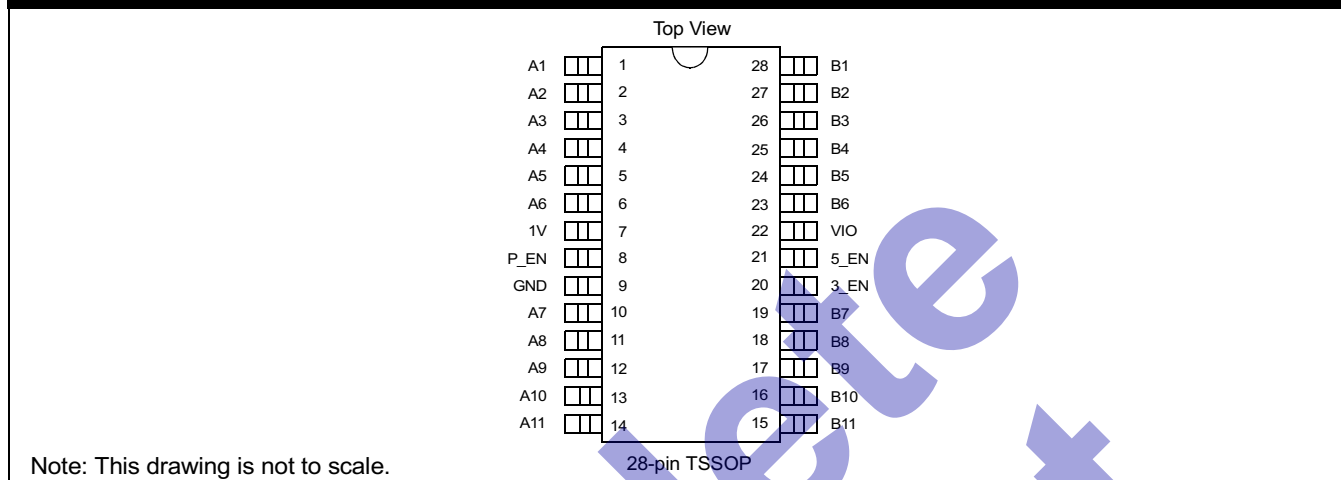 Top View
A1 1 28 B1
A2 2 27 B2
A3 3 26 B3
A4 4 25 B4
A5 5 24 B5
A6 6 23 B6
1V 7 22 VIO
P_EN 8 21 5_EN
GND 9 20 3_EN
A7 10 19 B7
A8 11 18 B8
A9 12 17 B9
A10 13 16 B10
A11 14 15 B11
28-pin TSSOP
Note: This drawing is not to scale.
lete